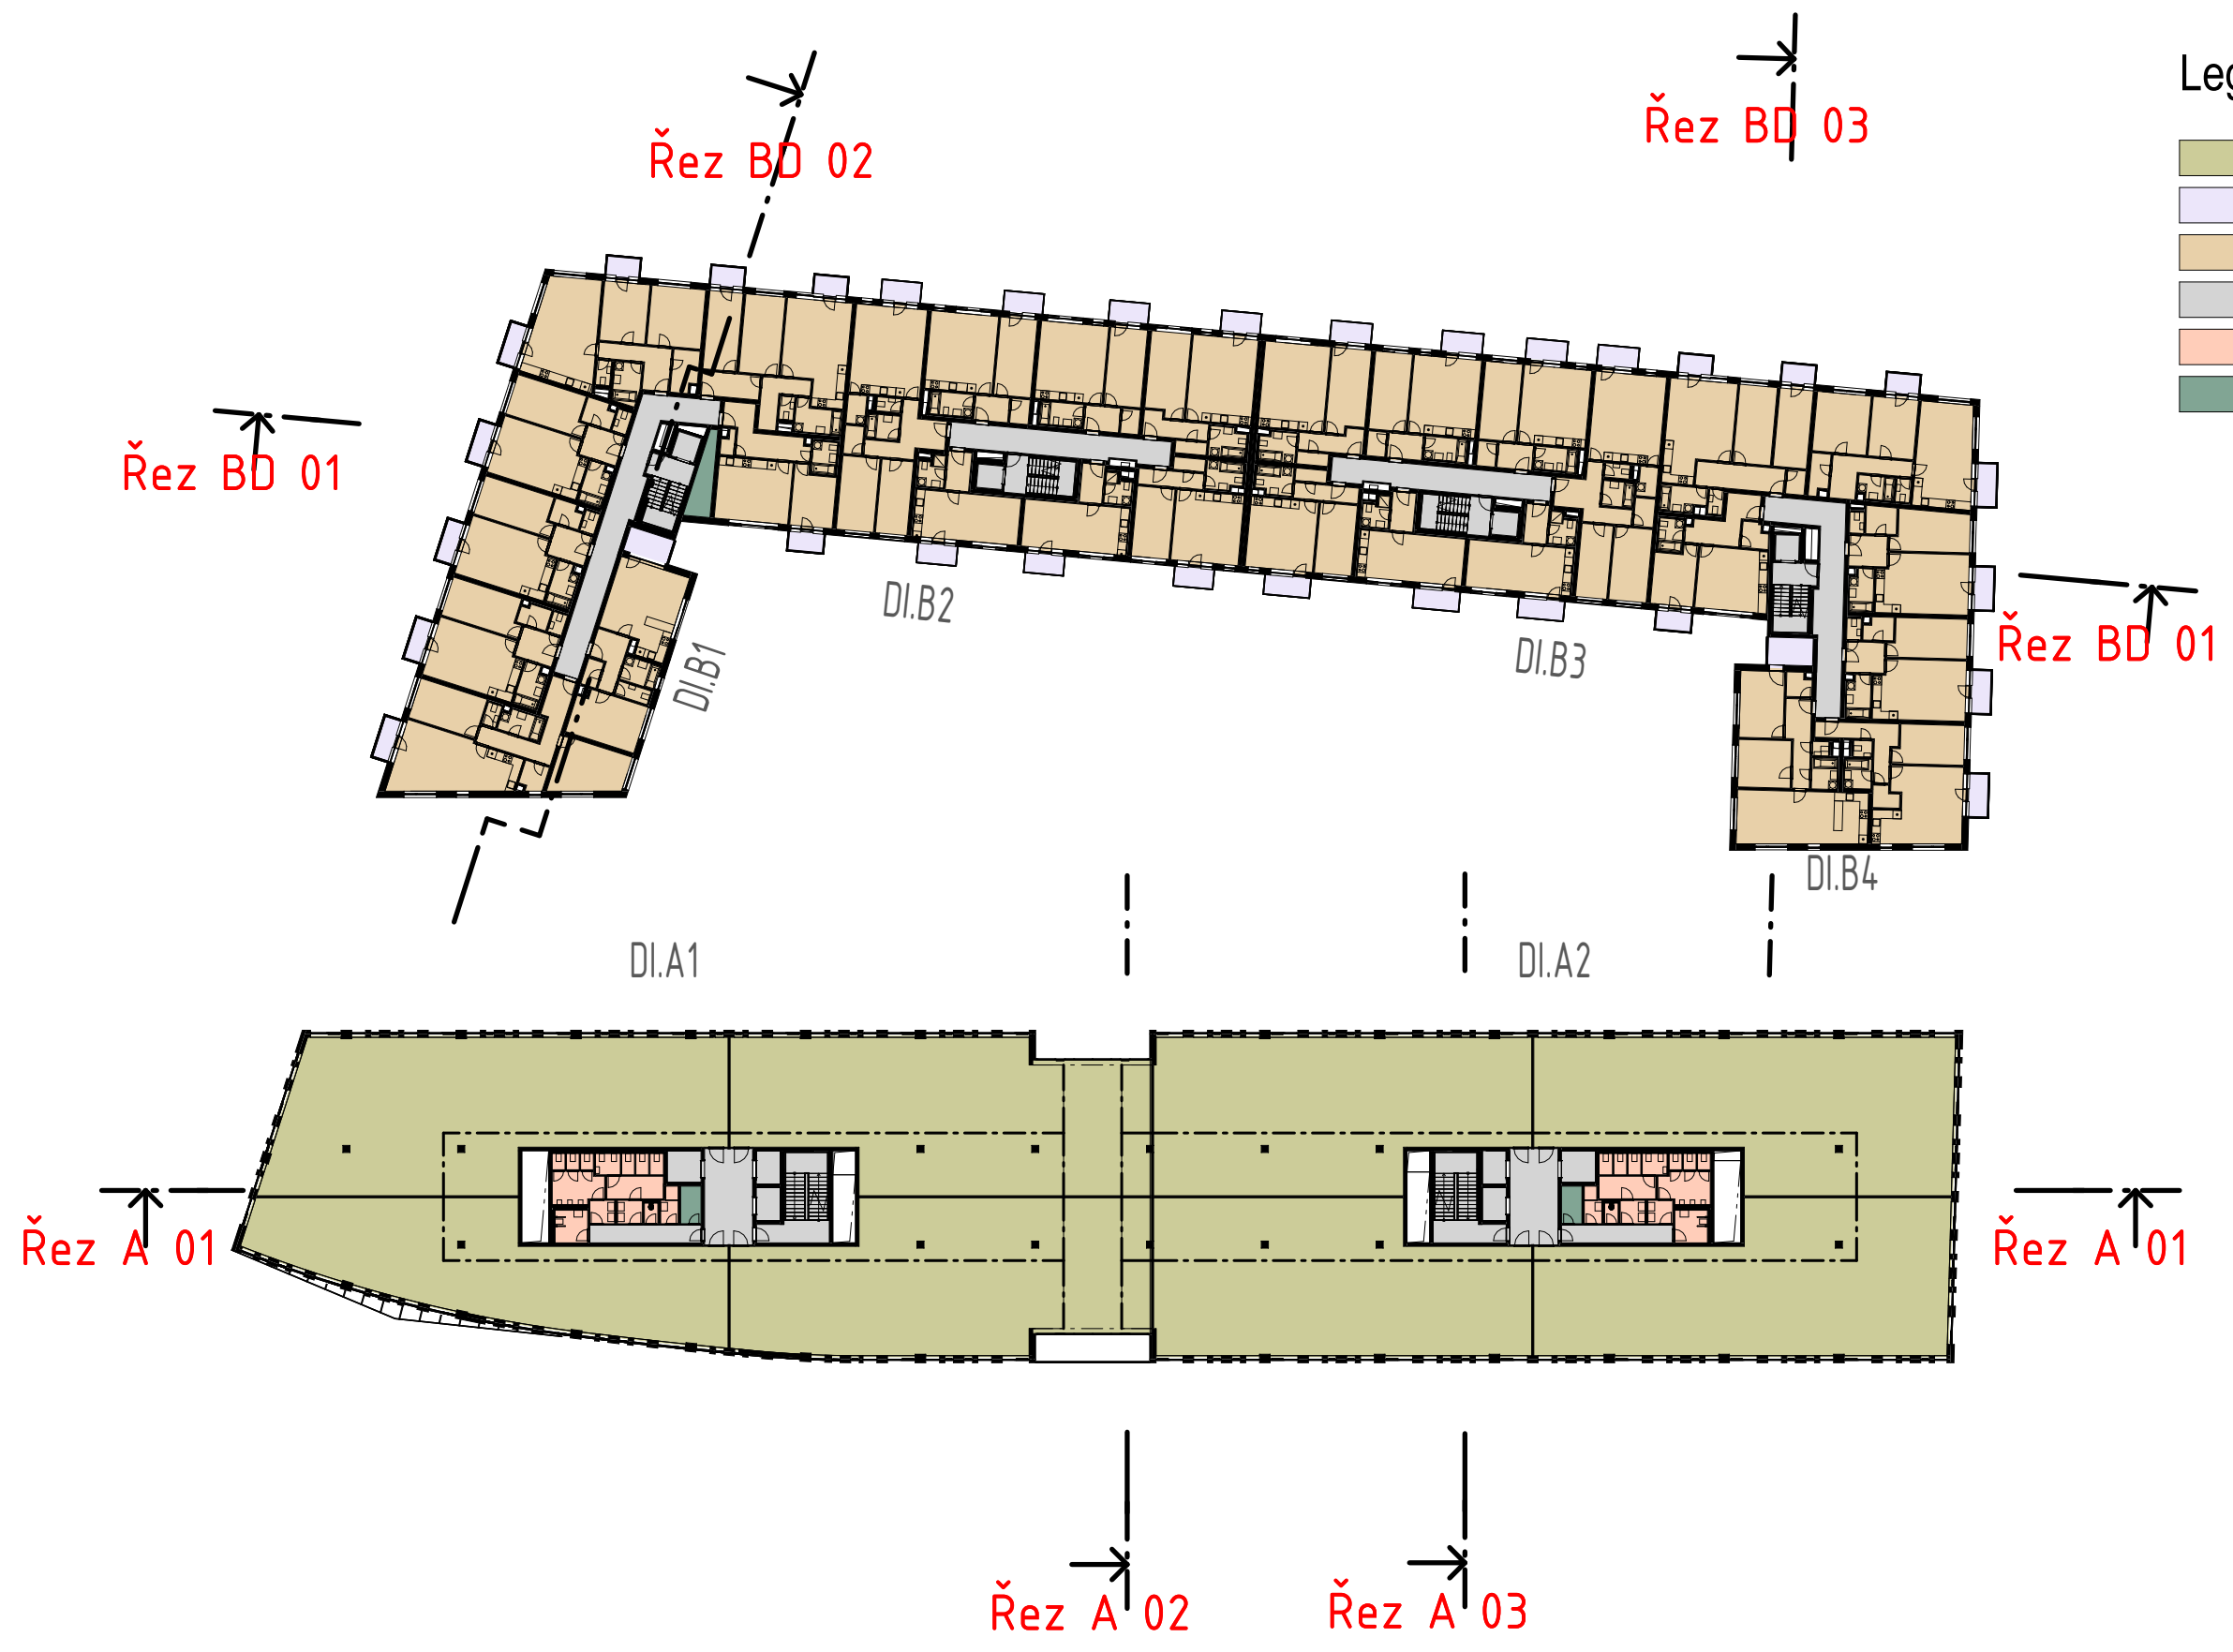 Leg
Řez BD 02
Řez BD 03
Řez BD 01
DI.B2
DI.B3
Řez BD 01
DI.B1
DI.B4
DI.A1
DI.A2
Řez A 01
Řez A 01
Řez A 02
Řez A 03